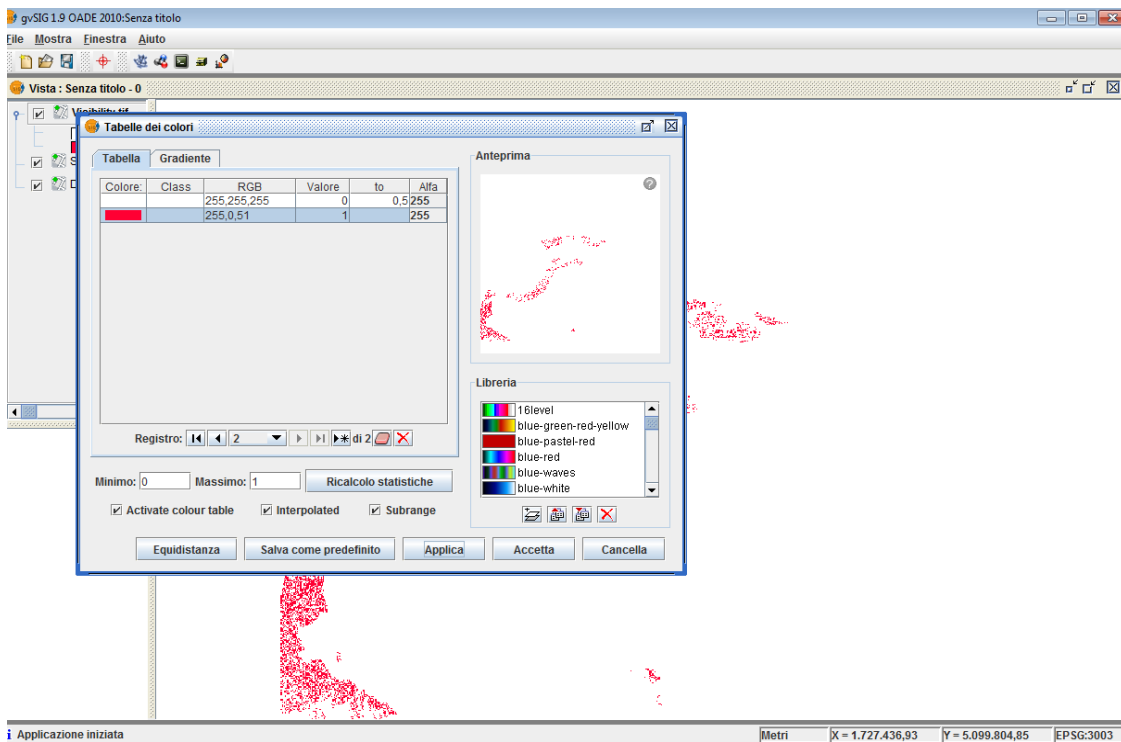 gvSIG 1.9 OADE 2010:Senza titolo
File Mostra Finestra Aiuto
Vista : Senza titolo - 0
Tabelle dei colori
Tabella Gradiente
Colore: Class RGB Valore to Alfa
255,255,255 0 0,5 255
255,0,51 1 255
Registro: 2 di 2
Minimo: 0 Massimo: 1 Ricalcolo statistiche
Activate colour table Interpolated Subrange
Anteprima
?
Libreria
16level
blue-green-red-yellow
blue-pastel-red
blue-red
blue-waves
blue-white
Equidistanza Salva come predefinito Applica Accetta Cancella
i Applicazione iniziata Metri X = 1.727.436,93 Y = 5.099.804,85 EPSG:3003